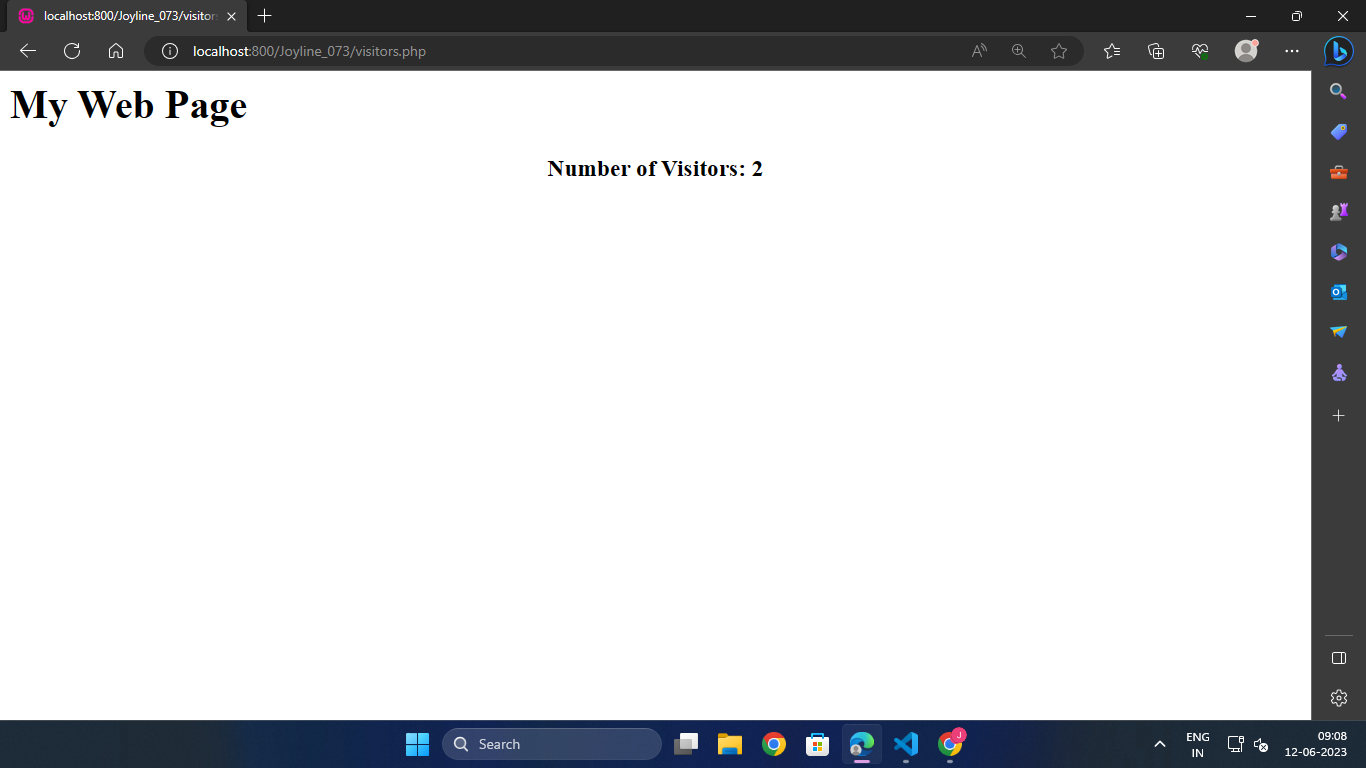 localhost:800/Joyline_073/visitor
localhost:800/Joyline_073/visitors.php
My Web Page
Number of Visitors: 2
Search
J
ENG
IN
09:08
12-06-2023